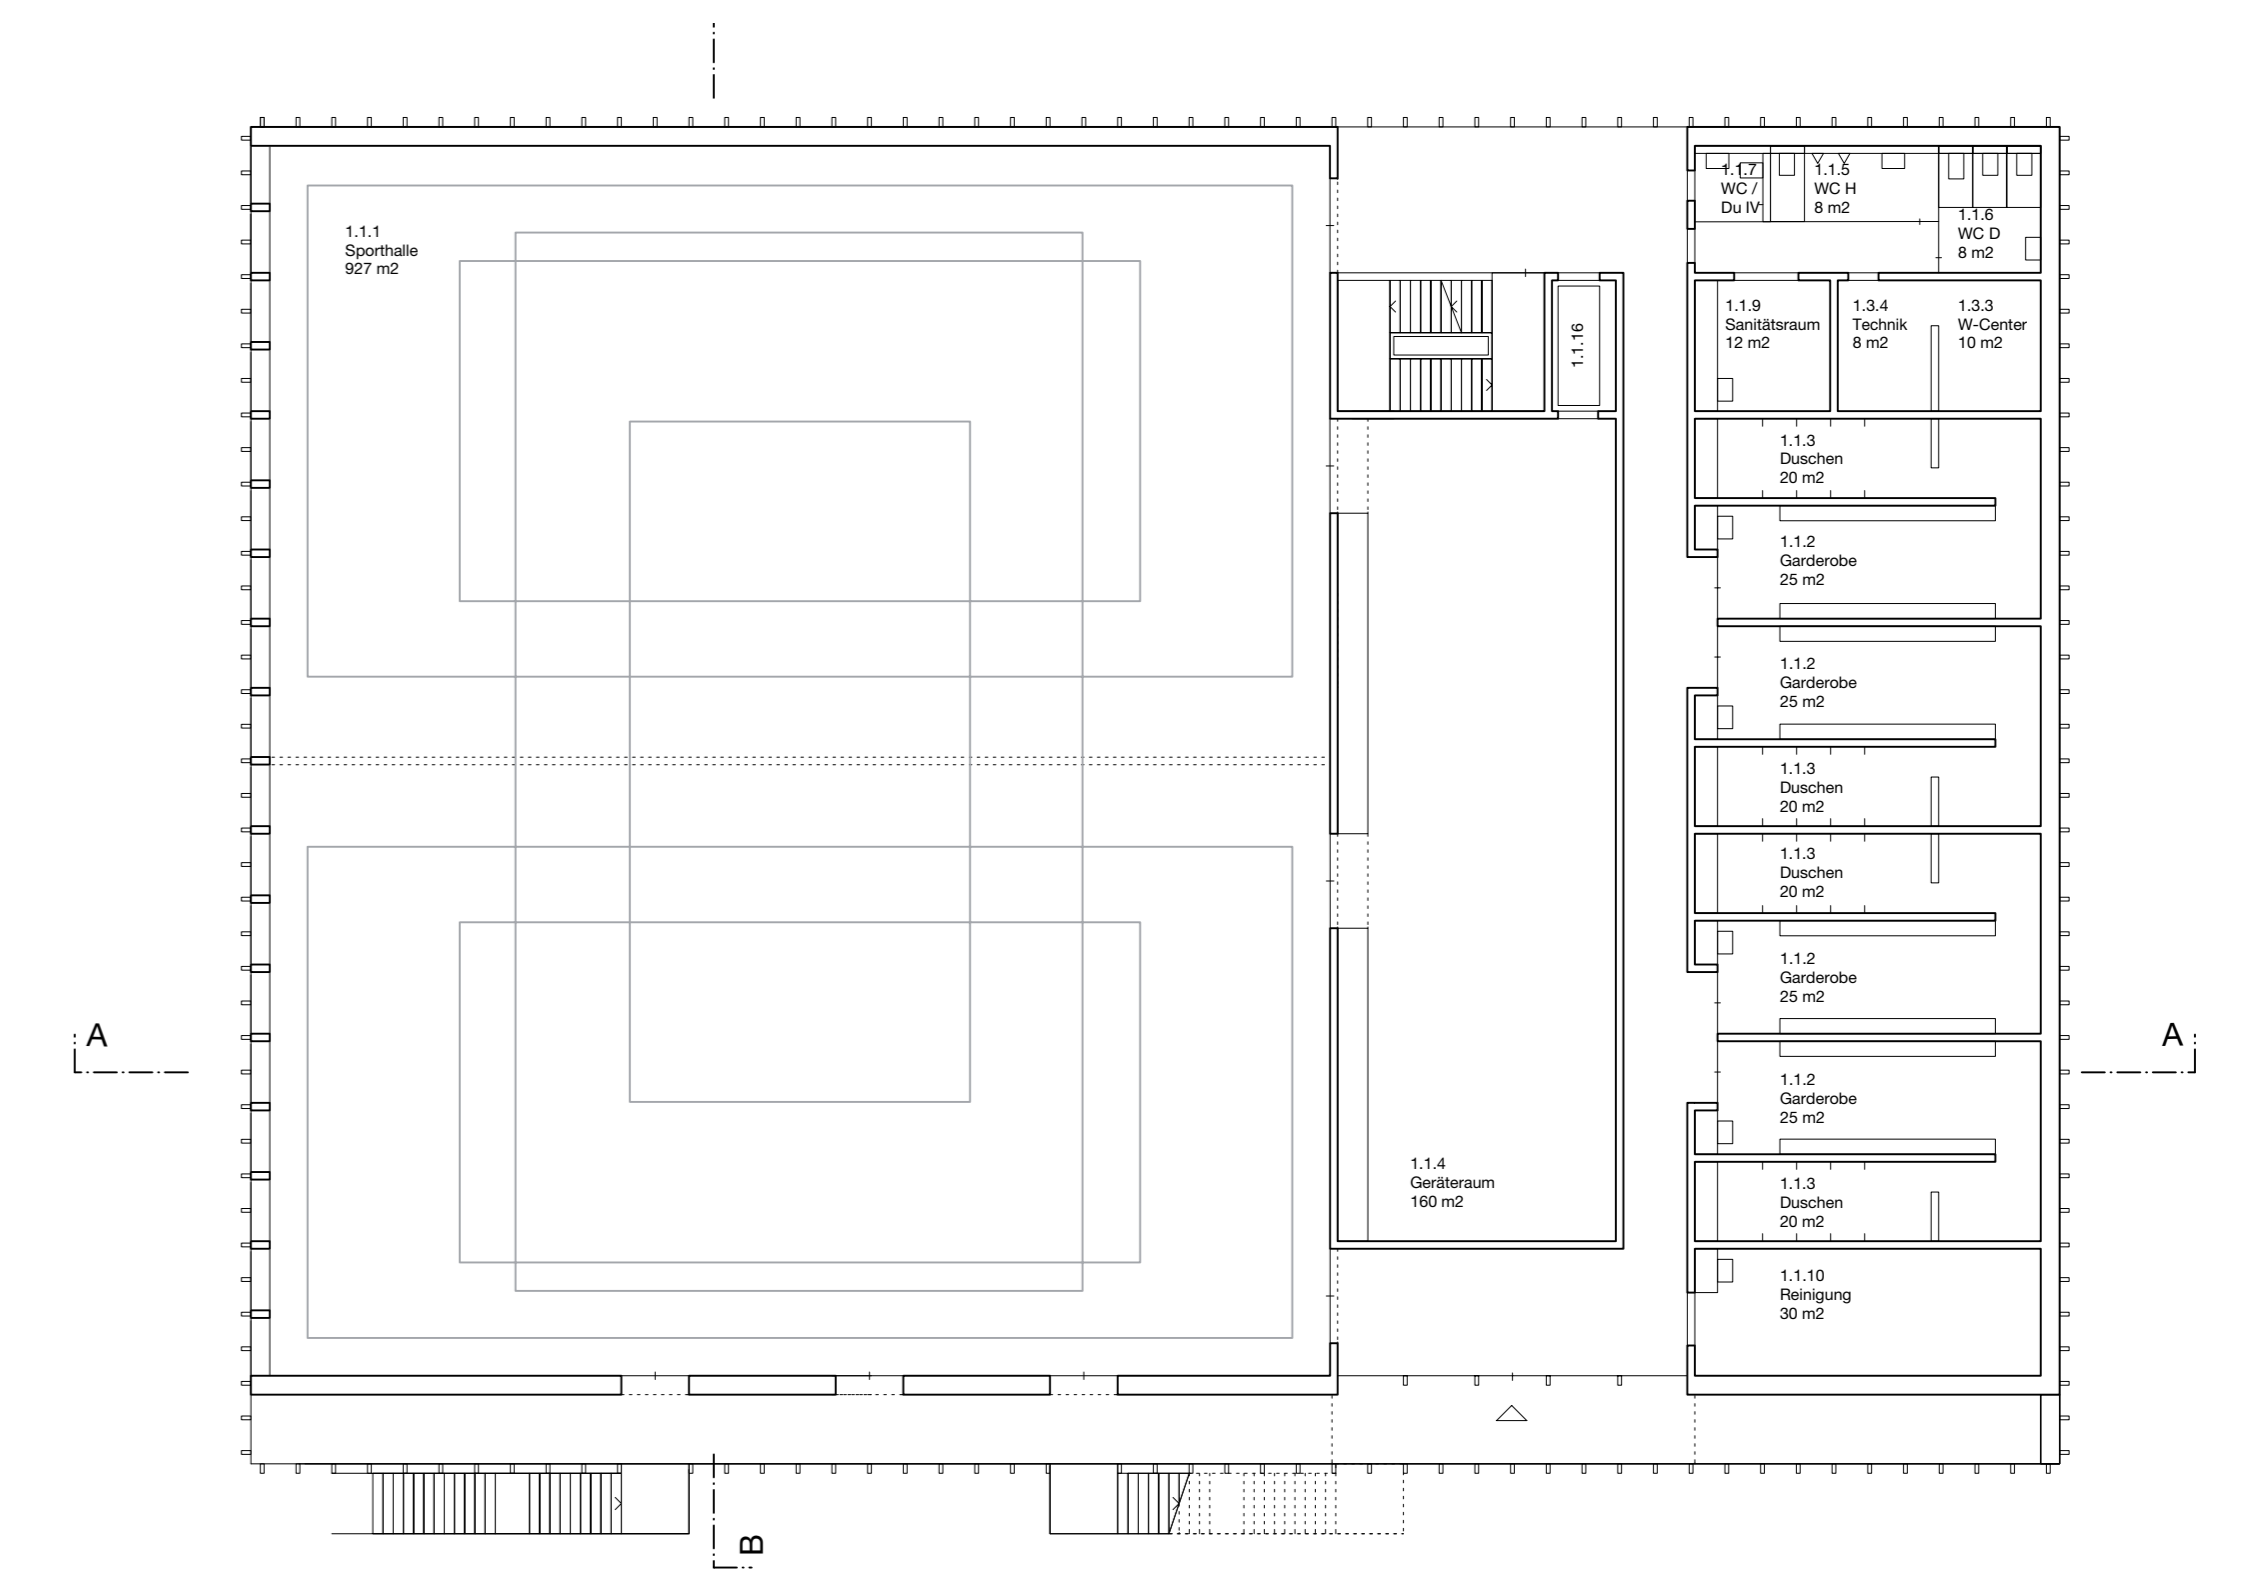 1.1.7
WC /
Du IV
1.1.5
WC H
8 m2
1.1.6
WC D
8 m2
1.1.1
Sporthalle
927 m2
1.1.16
1.1.9
Sanitätsraum
12 m2
1.3.4
Technik
8 m2
1.3.3
W-Center
10 m2
1.1.3
Duschen
20 m2
1.1.2
Garderobe
25 m2
1.1.2
Garderobe
25 m2
1.1.3
Duschen
20 m2
1.1.3
Duschen
20 m2
1.1.2
Garderobe
25 m2
A
A
1.1.2
Garderobe
25 m2
1.1.4
Geräteraum
160 m2
1.1.3
Duschen
20 m2
1.1.10
Reinigung
30 m2
B